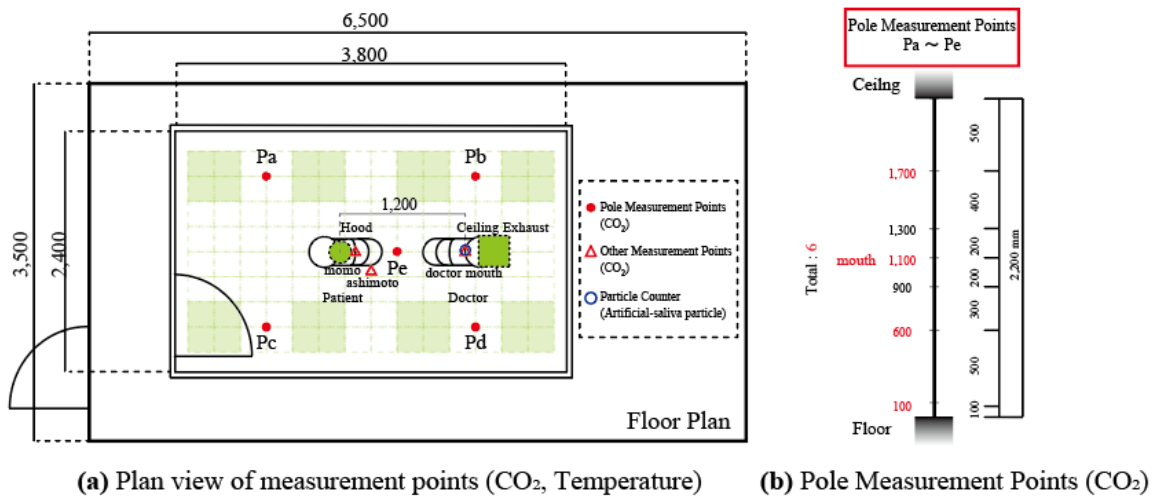 6,500
3,800
3,500
2,400
Pa
Pb
1,200
Hood
Ceiling Exhaust
momo
Pe
doctor mouth
ashimoto
Patient
Doctor
Pc
Pd
Pole Measurement Points
(CO₂)
Other Measurement Points
(CO₂)
Particle Counter
(Artificial-saliva particle)
Floor Plan
(a) Plan view of measurement points (CO₂, Temperature)
Pole Measurement Points
Pa ～ Pe
Ceilng
1,700
1,300
mouth 1,100
900
600
100
Total : 6
500
400
200
200
300
500
100
2,200 mm
Floor
(b) Pole Measurement Points (CO₂)